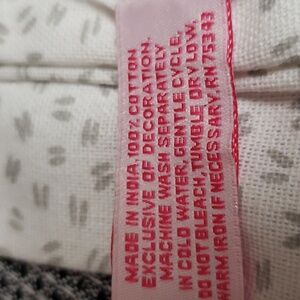 MADE IN INDIA, 100% COTTON
EXCLUSIVE OF DECORATION.
MACHINE WASH SEPARATELY
IN COLD WATER, GENTLE CYCLE,
DO NOT BLEACH, TUMBLE DRY LOW,
WARM IRON IF NECESSARY. RN 75343